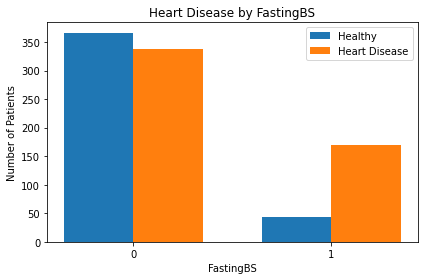 Heart Disease by FastingBS
Healthy
Heart Disease
Number of Patients
350
300
250
200
150
100
50
0
0
1
FastingBS